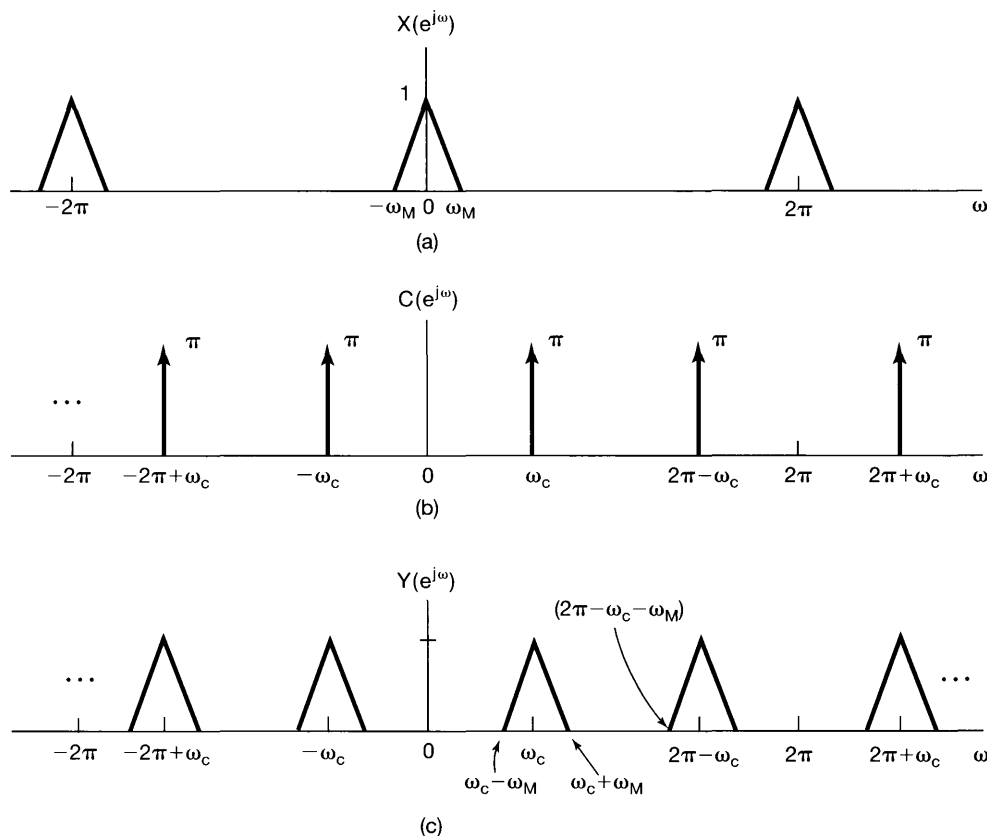 X(e^{jω})
1
−2π −ω_M 0 ω_M 2π ω
(a)
C(e^{jω})
π π π π π
...
−2π −2π+ω_c −ω_c 0 ω_c 2π−ω_c 2π 2π+ω_c ω
(b)
Y(e^{jω})
(2π−ω_c−ω_M)
... ...
−2π −2π+ω_c −ω_c 0 ω_c 2π−ω_c 2π 2π+ω_c ω
ω_c−ω_M ω_c+ω_M
(c)